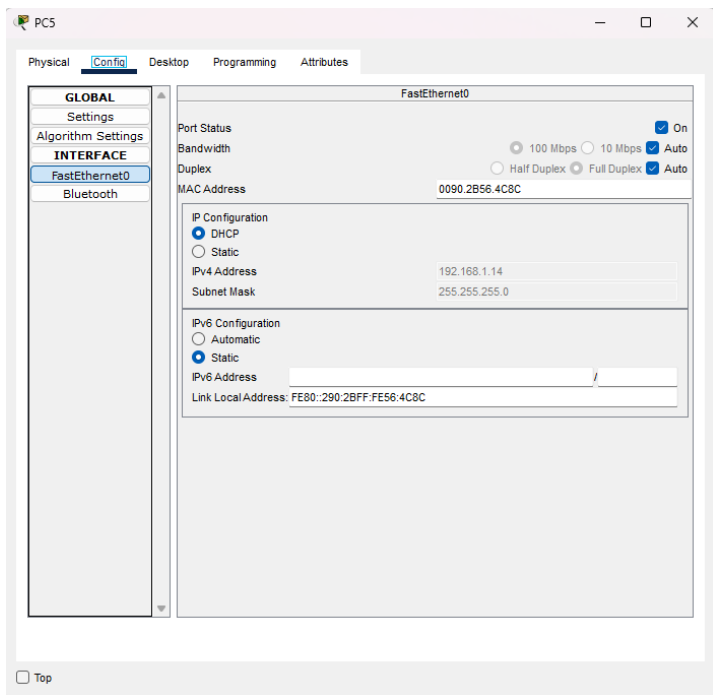 PC5
Physical Config Desktop Programming Attributes
GLOBAL
Settings
Algorithm Settings
INTERFACE
FastEthernet0
Bluetooth
FastEthernet0
Port Status On
Bandwidth 100 Mbps 10 Mbps Auto
Duplex Half Duplex Full Duplex Auto
MAC Address 0090.2B56.4C8C
IP Configuration
DHCP
Static
IPv4 Address 192.168.1.14
Subnet Mask 255.255.255.0
IPv6 Configuration
Automatic
Static
IPv6 Address /
Link Local Address: FE80::290:2BFF:FE56:4C8C
Top